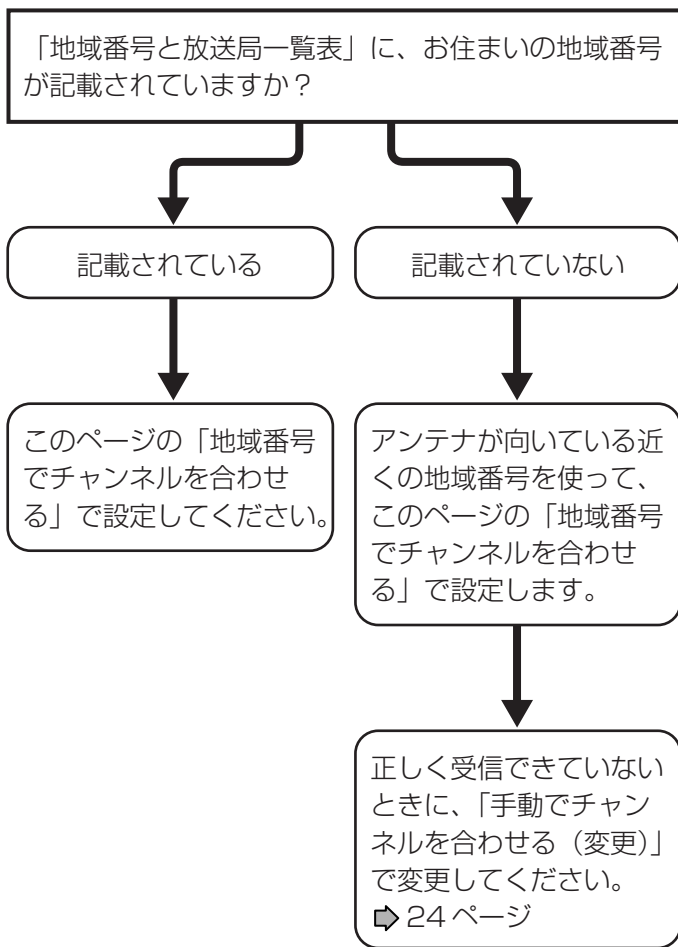 「地域番号と放送局一覧表」に、お住まいの地域番号
が記載されていますか？
記載されている
記載されていない
このページの「地域番号
でチャンネルを合わせ
る」で設定してください。
アンテナが向いている近
くの地域番号を使って、
このページの「地域番号
でチャンネルを合わせ
る」で設定します。
正しく受信できていない
ときに、「手動でチャン
ネルを合わせる（変更）」
で変更してください。
⇨ 24 ページ